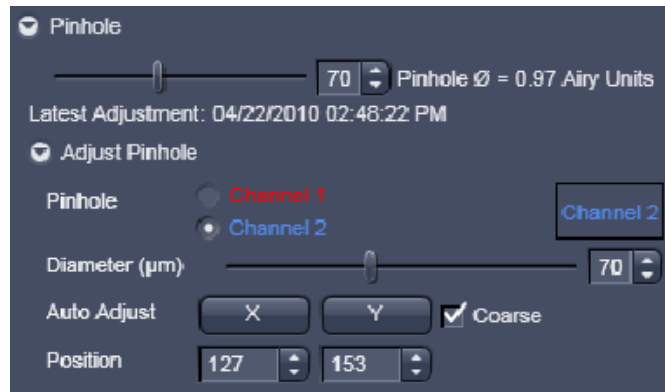 Pinhole
70 Pinhole Ø = 0.97 Airy Units
Latest Adjustment: 04/22/2010 02:48:22 PM
Adjust Pinhole
Pinhole Channel 1
Channel 2 Channel 2
Diameter (µm) 70
Auto Adjust X Y Coarse
Position 127 153